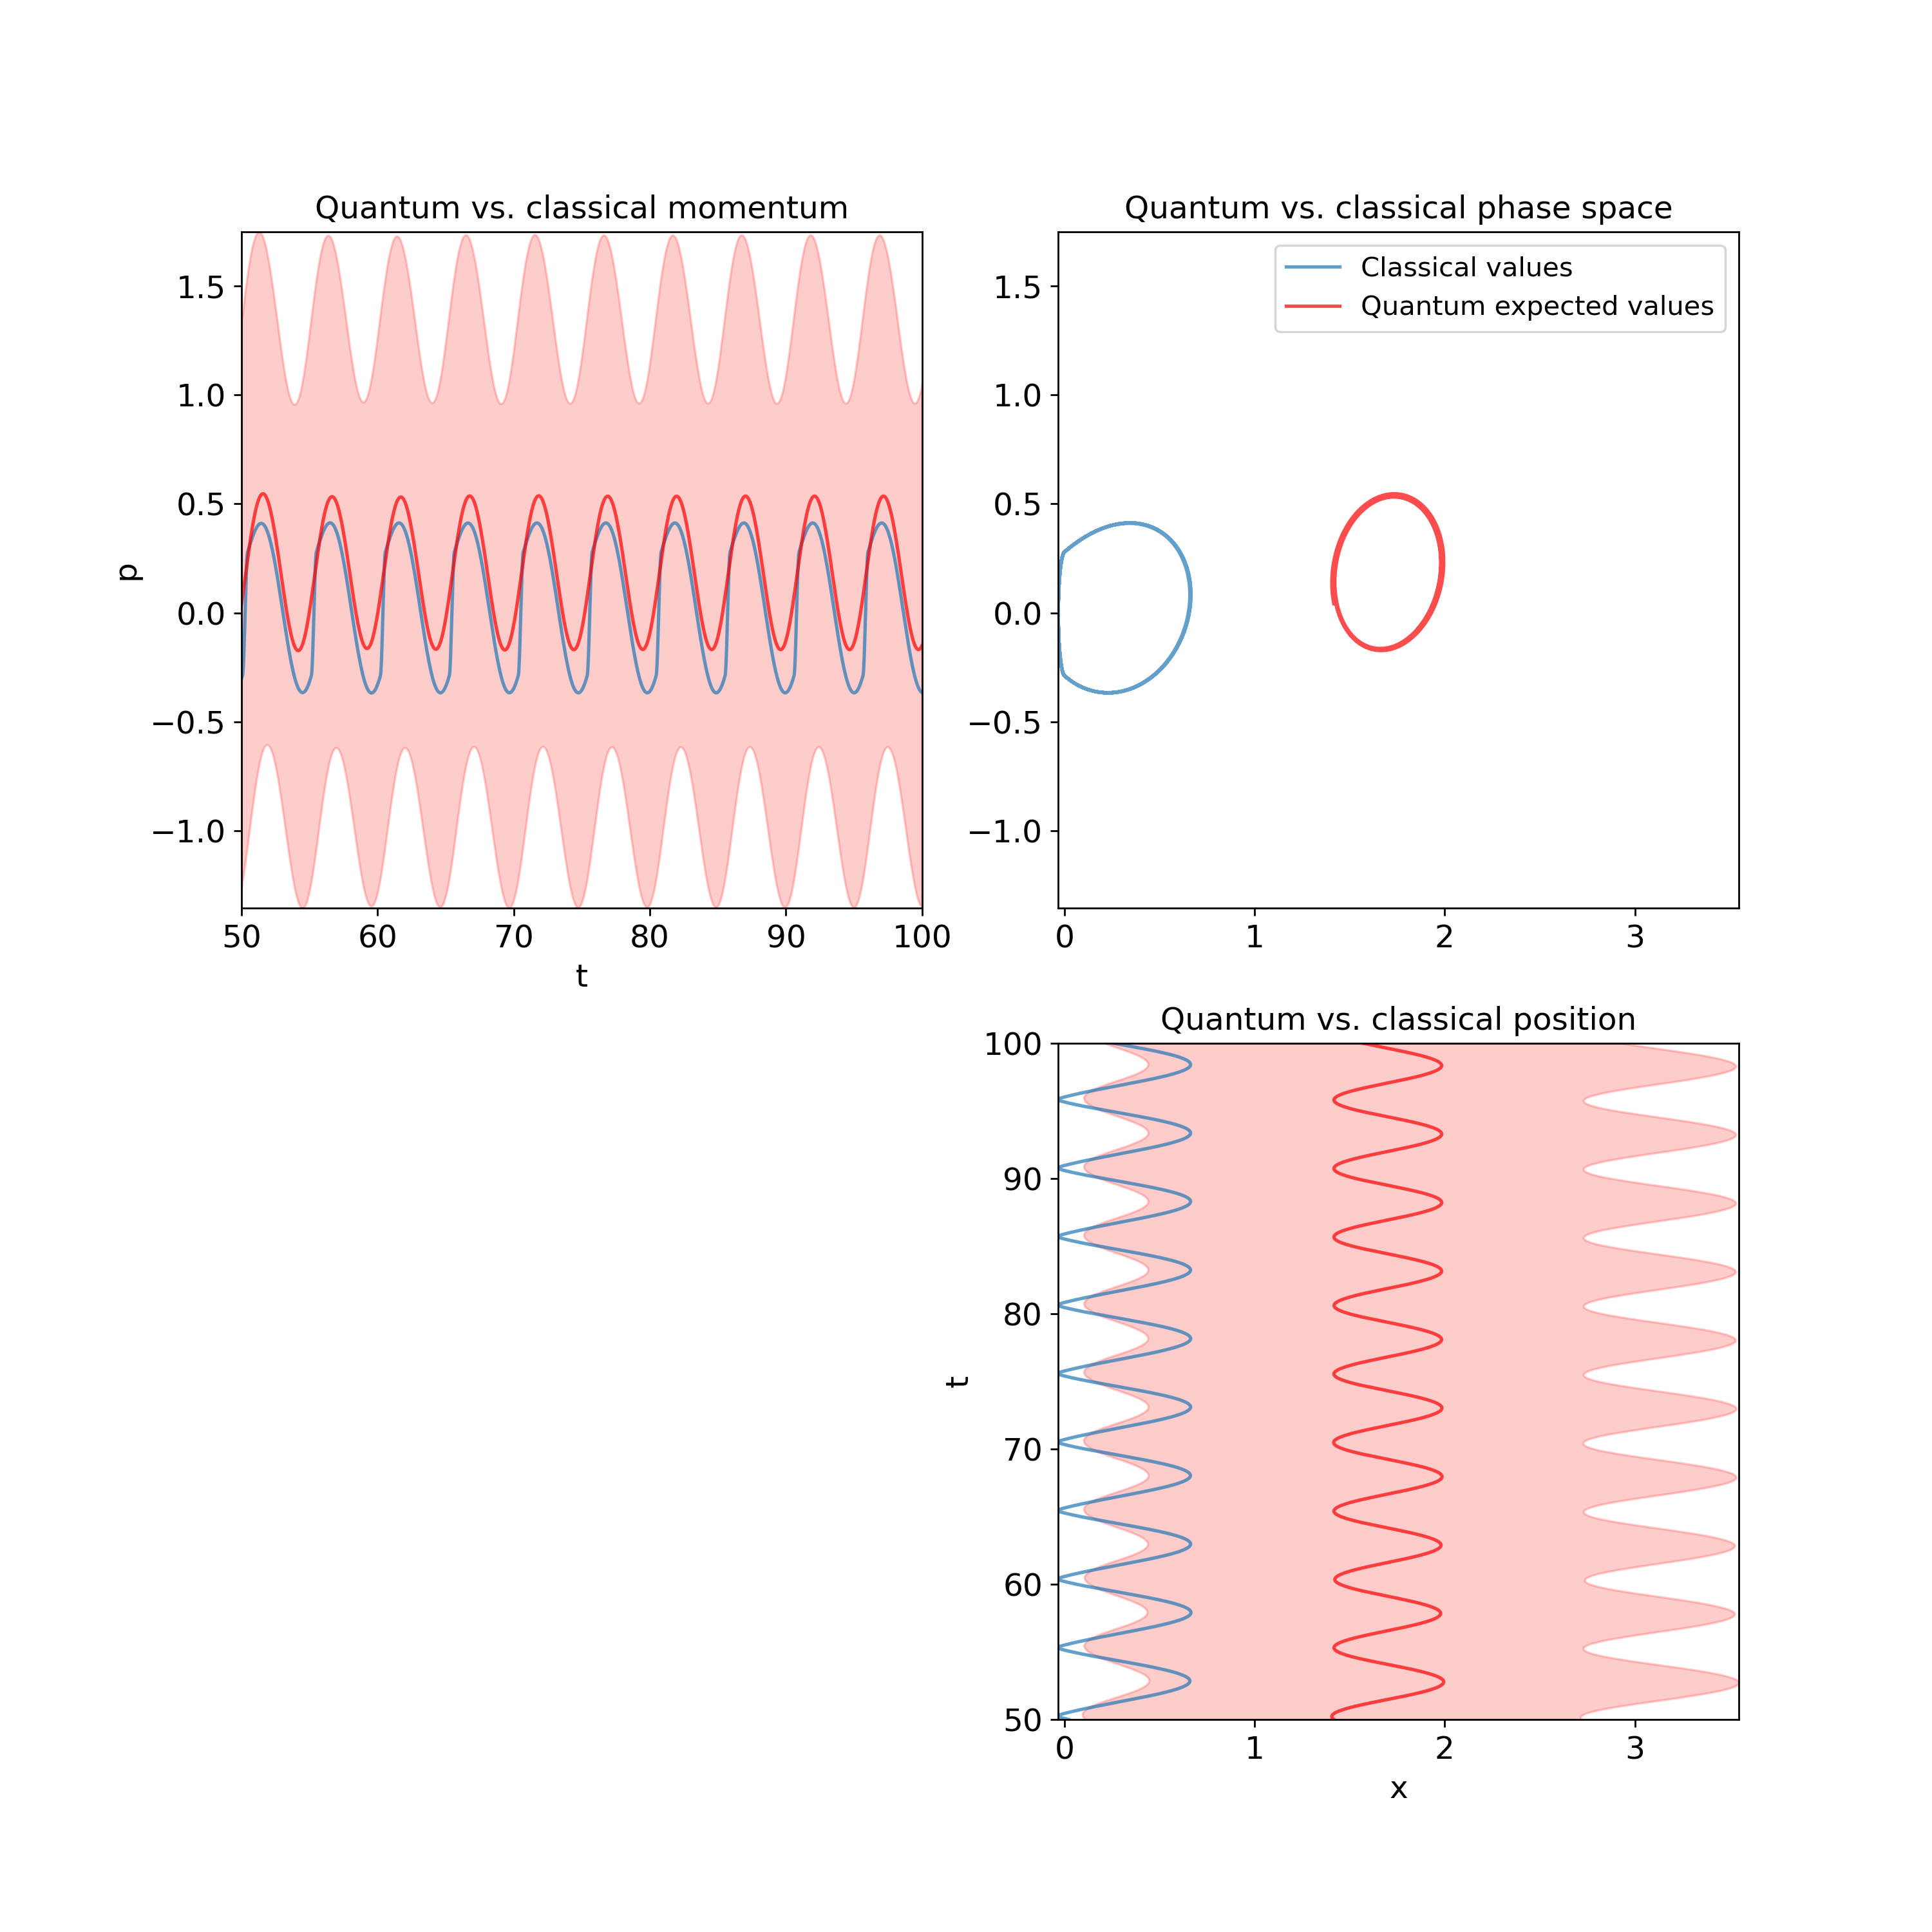 Quantum vs. classical momentum
1.5
1.0
0.5
0.0
−0.5
−1.0
p
50 60 70 80 90 100
t
Quantum vs. classical phase space
Classical values
Quantum expected values
1.5
1.0
0.5
0.0
−0.5
−1.0
0 1 2 3
Quantum vs. classical position
100
90
80
70
60
50
t
0 1 2 3
x